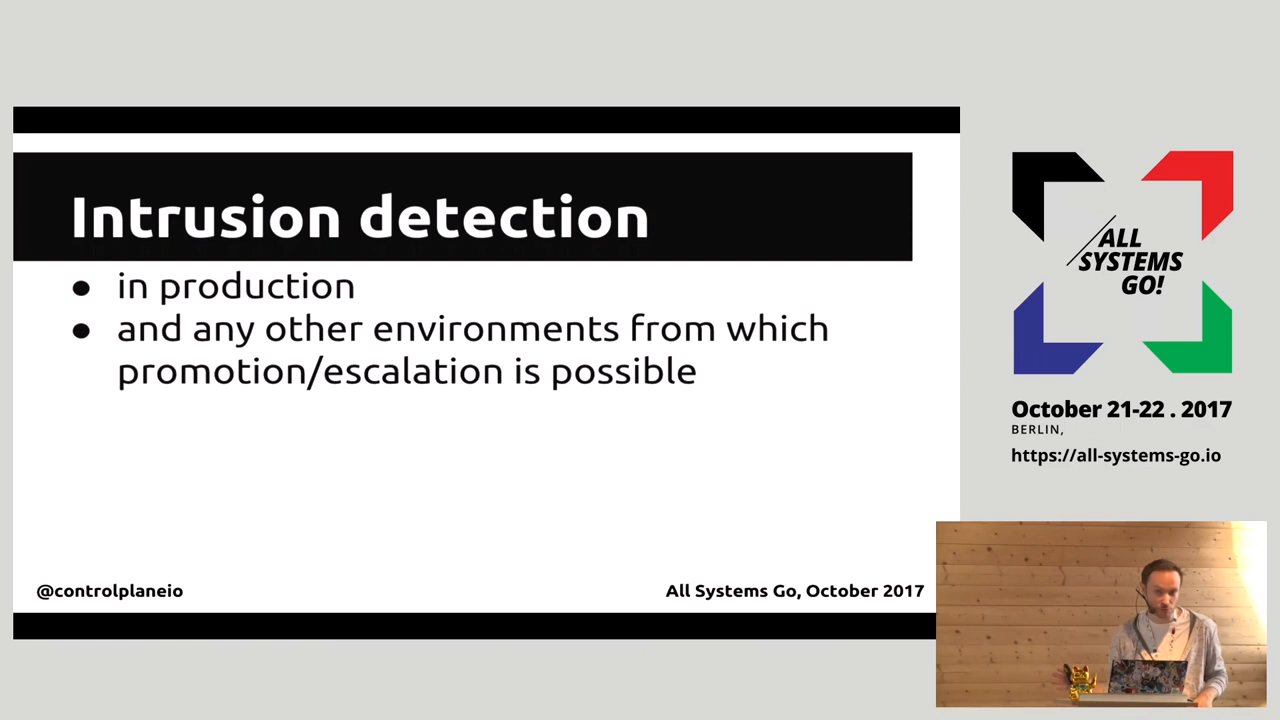 Intrusion detection
● in production
● and any other environments from which
promotion/escalation is possible
@controlplaneio
All Systems Go, October 2017
/ALL
SYSTEMS
GO!
October 21-22 . 2017
BERLIN,
https://all-systems-go.io